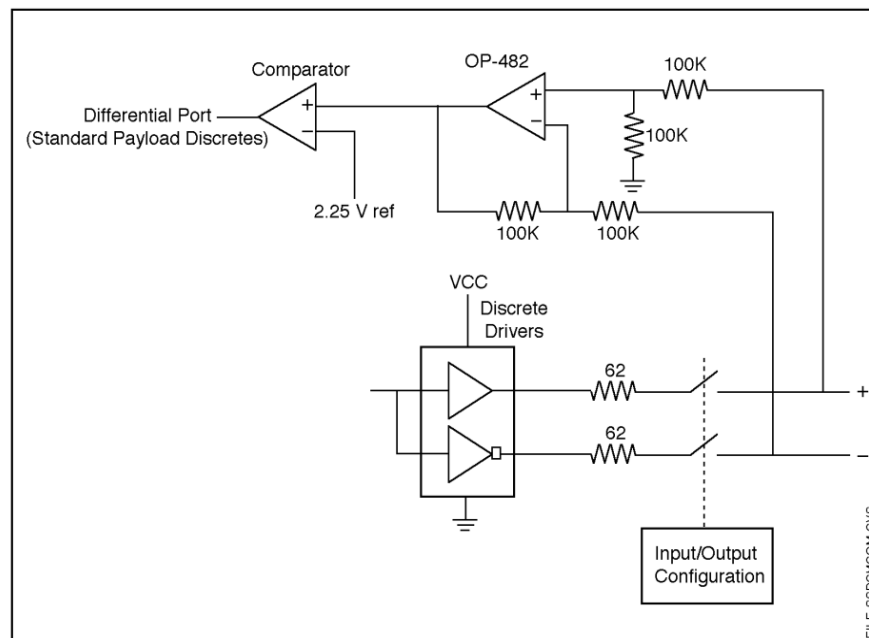 OP-482
Comparator
100K
+
−
+
−
Differential Port
(Standard Payload Discretes)
100K
2.25 V ref
100K
100K
VCC
Discrete
Drivers
62
+
62
−
Input/Output
Configuration